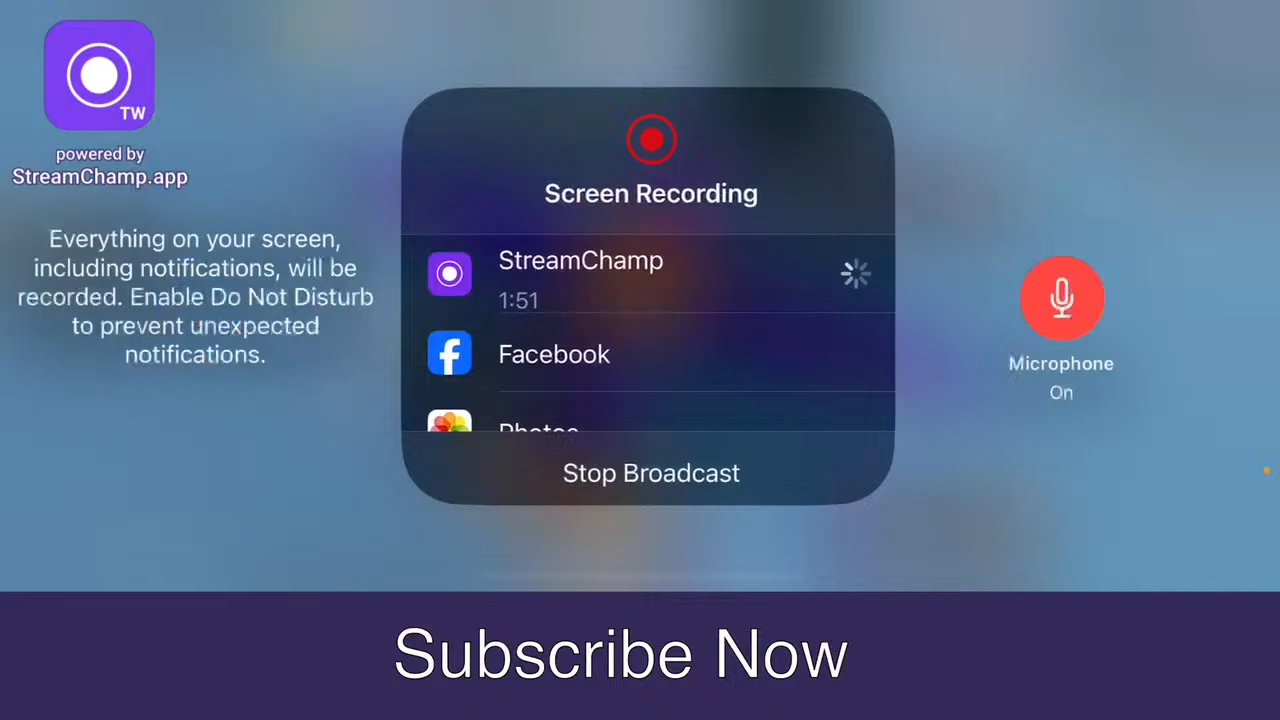 TW
powered by
StreamChamp.app
Everything on your screen,
including notifications, will be
recorded. Enable Do Not Disturb
to prevent unexpected
notifications.
Screen Recording
StreamChamp
1:51
Facebook
Photos
Stop Broadcast
Microphone
On
Subscribe Now